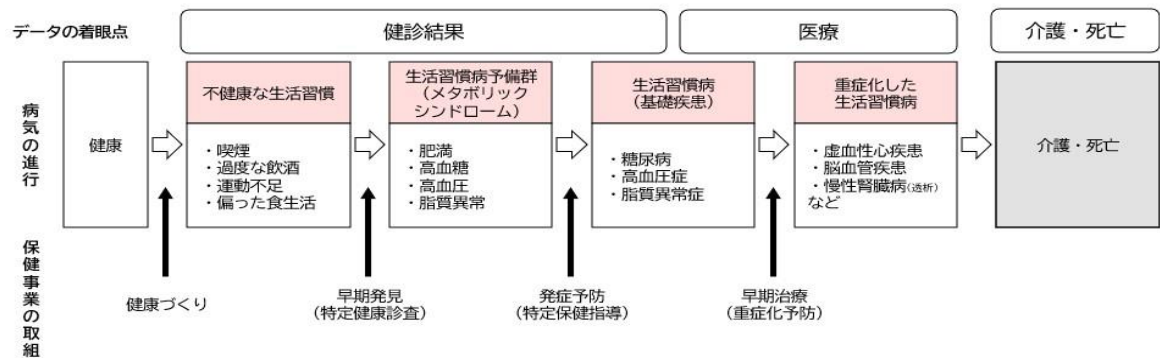 データの着眼点
健診結果
医療
介護・死亡
病気の進行
健康
不健康な生活習慣
・喫煙
・過度な飲酒
・運動不足
・偏った食生活
生活習慣病予備群
(メタボリック
シンドローム)
・肥満
・高血糖
・高血圧
・脂質異常
生活習慣病
(基礎疾患)
・糖尿病
・高血圧症
・脂質異常症
重症化した
生活習慣病
・虚血性心疾患
・脳血管疾患
・慢性腎臓病(透析)
など
介護・死亡
保健事業の取組
健康づくり
早期発見
(特定健康診査)
発症予防
(特定保健指導)
早期治療
(重症化予防)